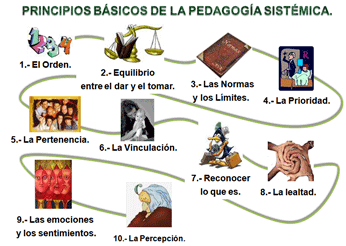 PRINCIPIOS BÁSICOS DE LA PEDAGOGÍA SISTÉMICA.
1.- El Orden.
2.- Equilibrio
entre el dar y el tomar.
3.- Las Normas
y los Limites.
4.- La Prioridad.
5.- La Pertenencia.
6.- La Vinculación.
7.- Reconocer
lo que es.
8.- La lealtad.
9.- Las emociones
y los sentimientos.
10.- La Percepción.